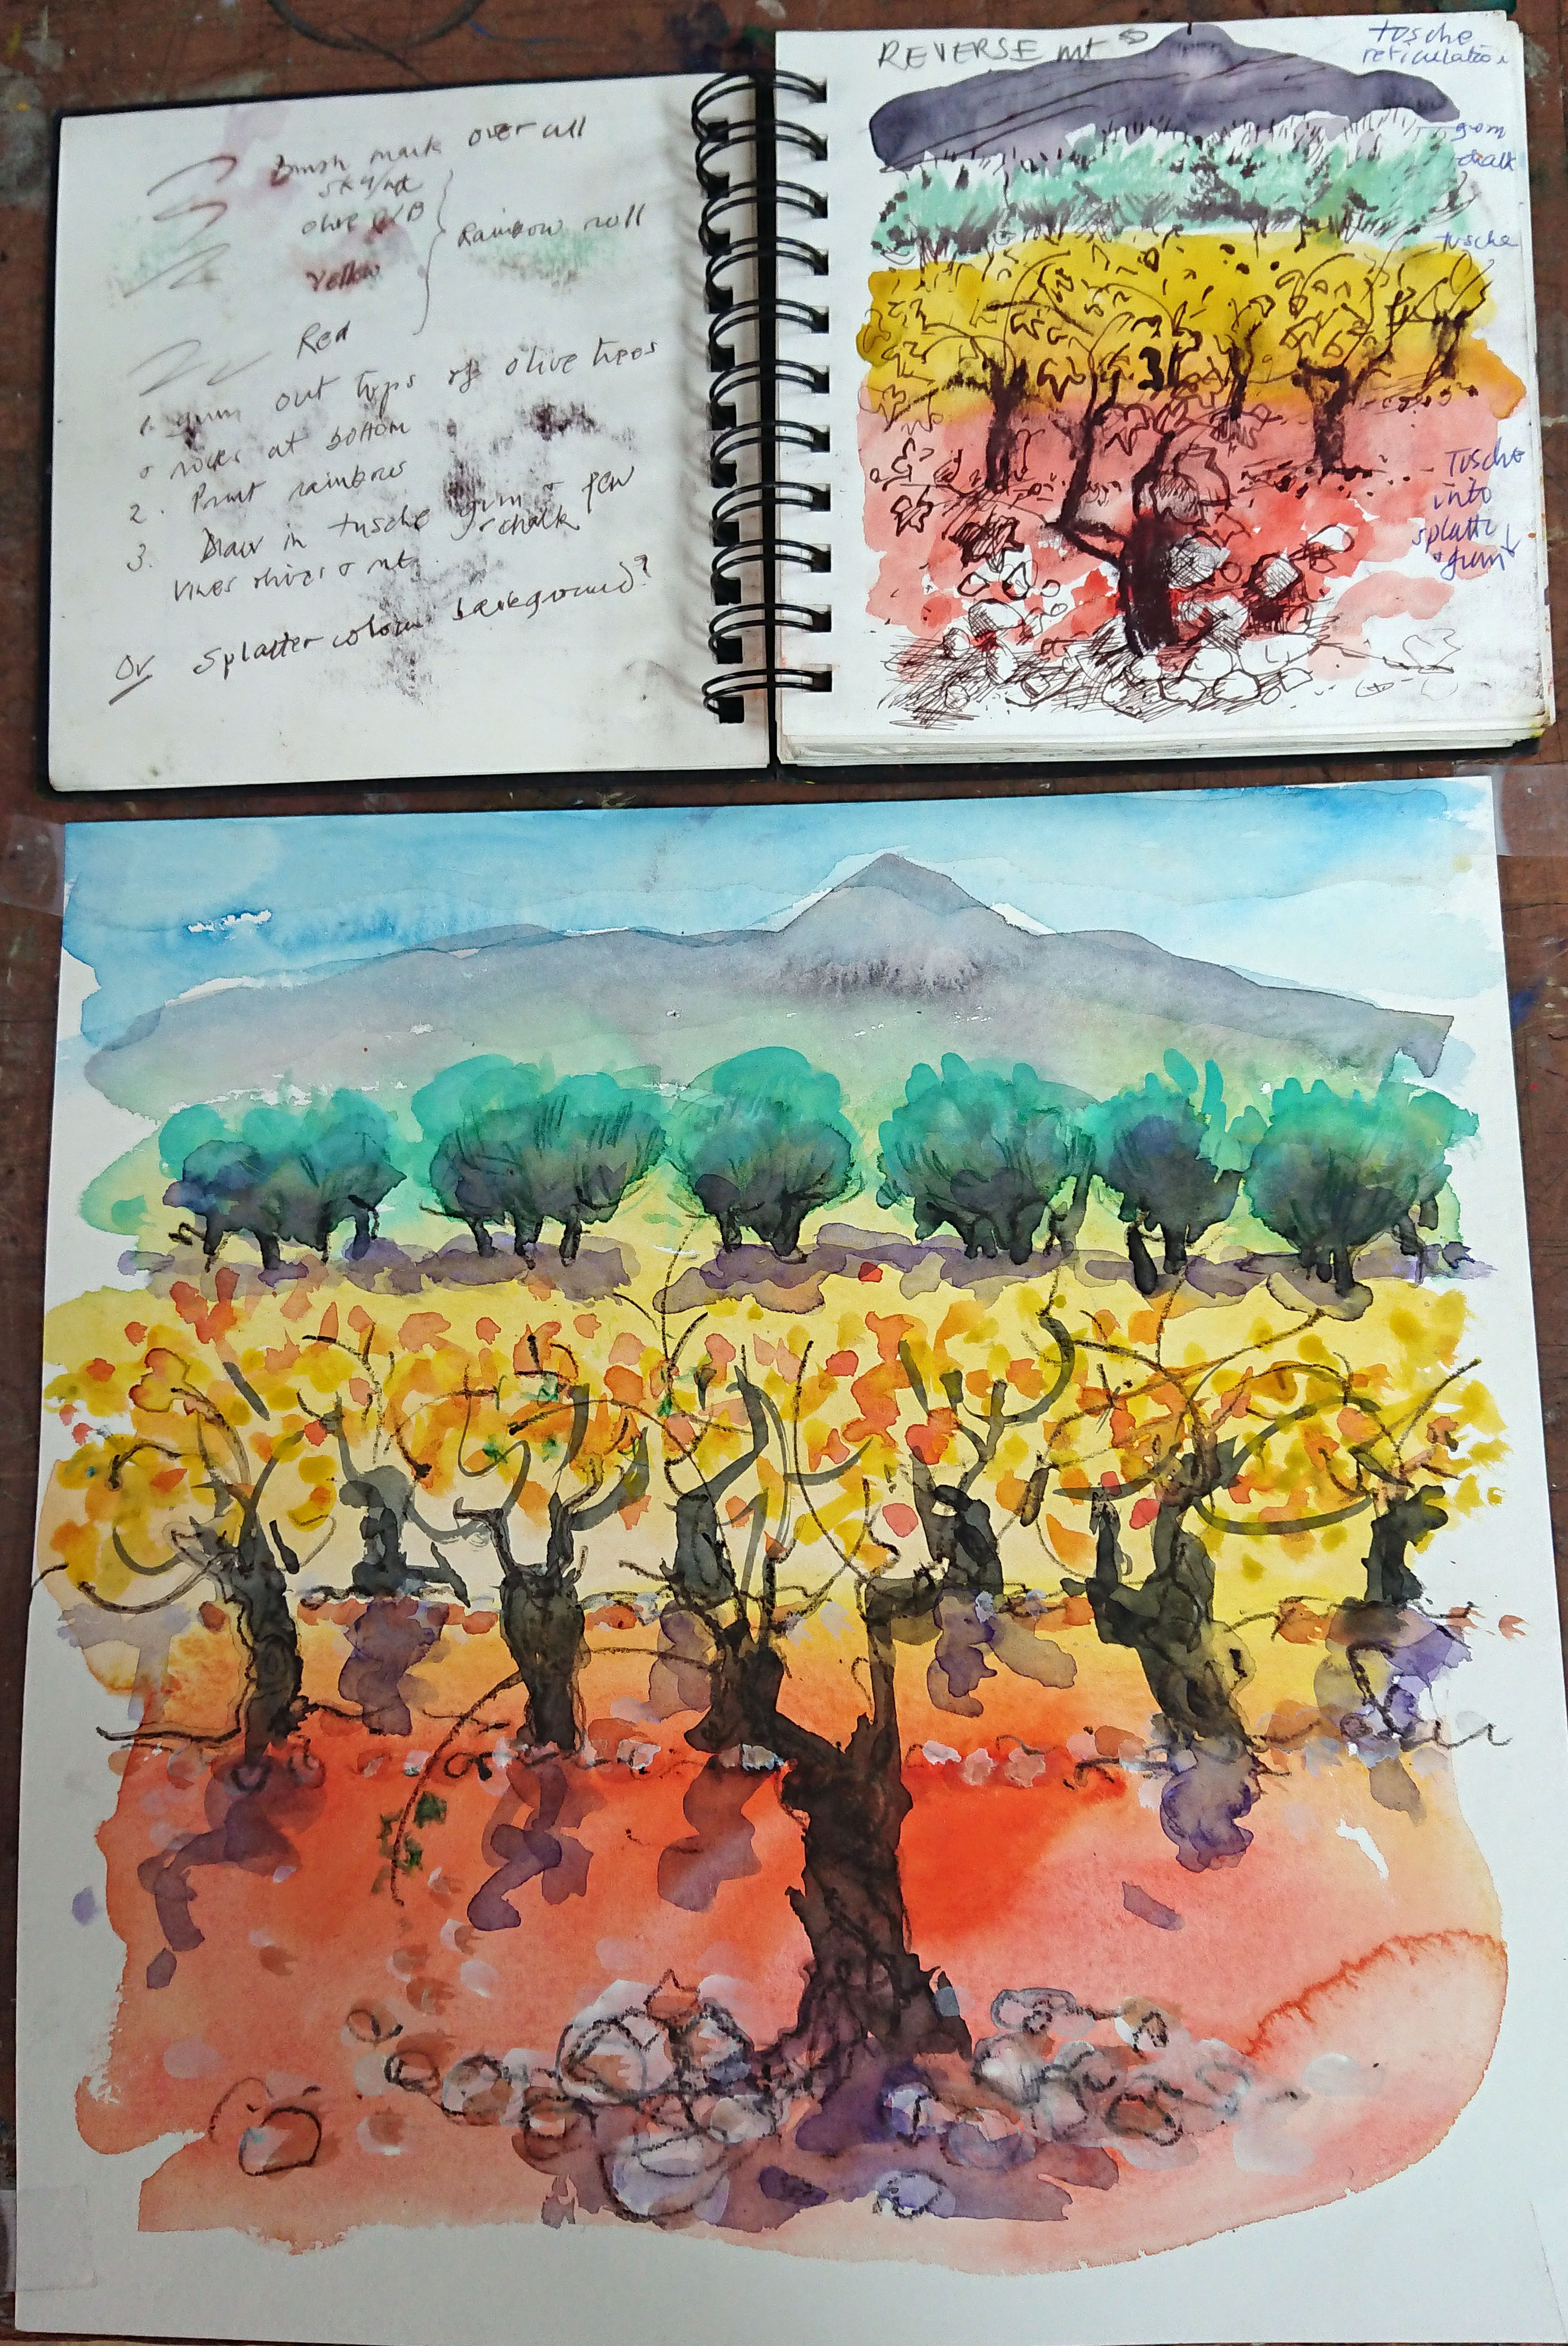 Brush mark over all
sky/mt
olive
Rainbow roll
Yellow
Red
1. gum out tops of olive trees
+ rocks at bottom
2. Print rainbow
3. Draw in tusche gum + few
chalk
vines olives + mt.
Or Splatter colour background?
REVERSE mt
tusche
reticulation
gum
chalk
tusche
Tusche
into
splatter
+ gum